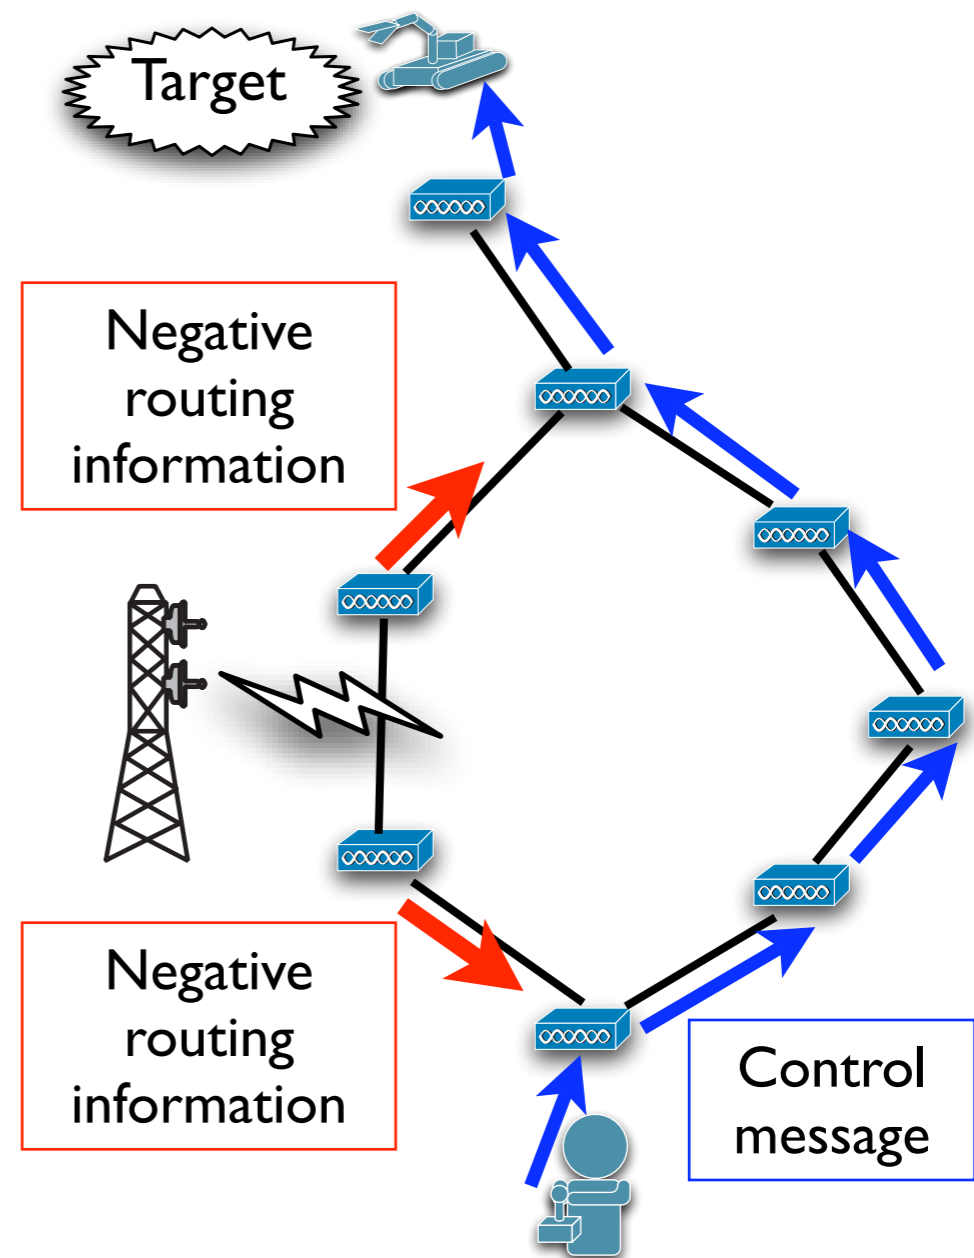 Target
Negative
routing
information
Negative
routing
information
Control
message